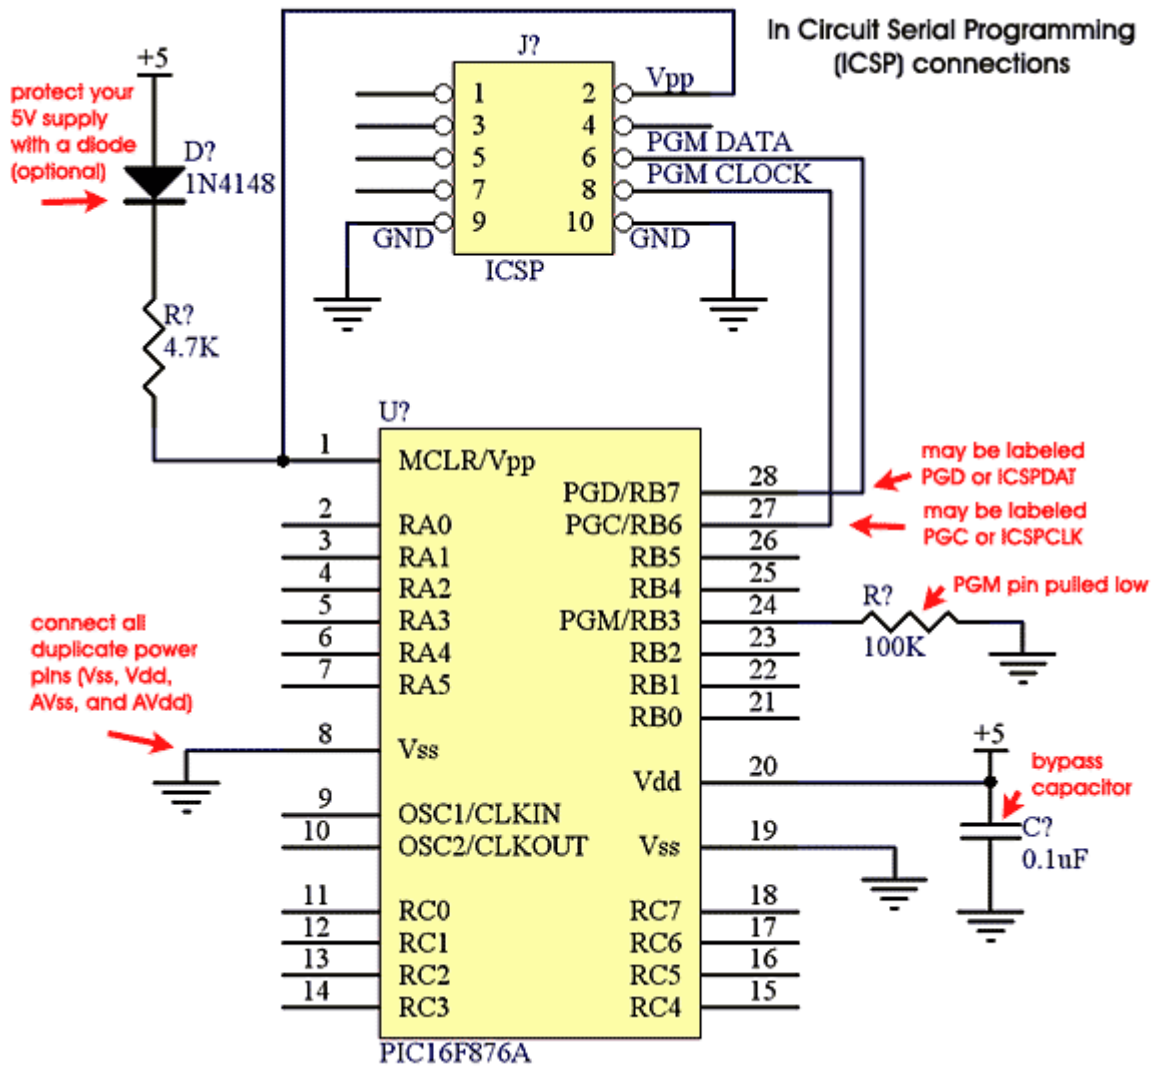 In Circuit Serial Programming
(ICSP) connections
+5
protect your
5V supply
with a diode
(optional)
D?
1N4148
R?
4.7K
J?
1 2 Vpp
3 4
PGM DATA
5 6
PGM CLOCK
7 8
9 10
GND GND
ICSP
U?
1 MCLR/Vpp
2 RA0
3 RA1
4 RA2
5 RA3
6 RA4
7 RA5
8 Vss
9 OSC1/CLKIN
10 OSC2/CLKOUT
11 RC0
12 RC1
13 RC2
14 RC3
PGD/RB7 28
PGC/RB6 27
RB5 26
RB4 25
PGM/RB3 24
RB2 23
RB1 22
RB0 21
Vdd 20
Vss 19
RC7 18
RC6 17
RC5 16
RC4 15
PIC16F876A
may be labeled
PGD or ICSPDAT
may be labeled
PGC or ICSPCLK
PGM pin pulled low
R?
100K
connect all
duplicate power
pins (Vss, Vdd,
AVss, and AVdd)
+5
bypass
capacitor
C?
0.1uF